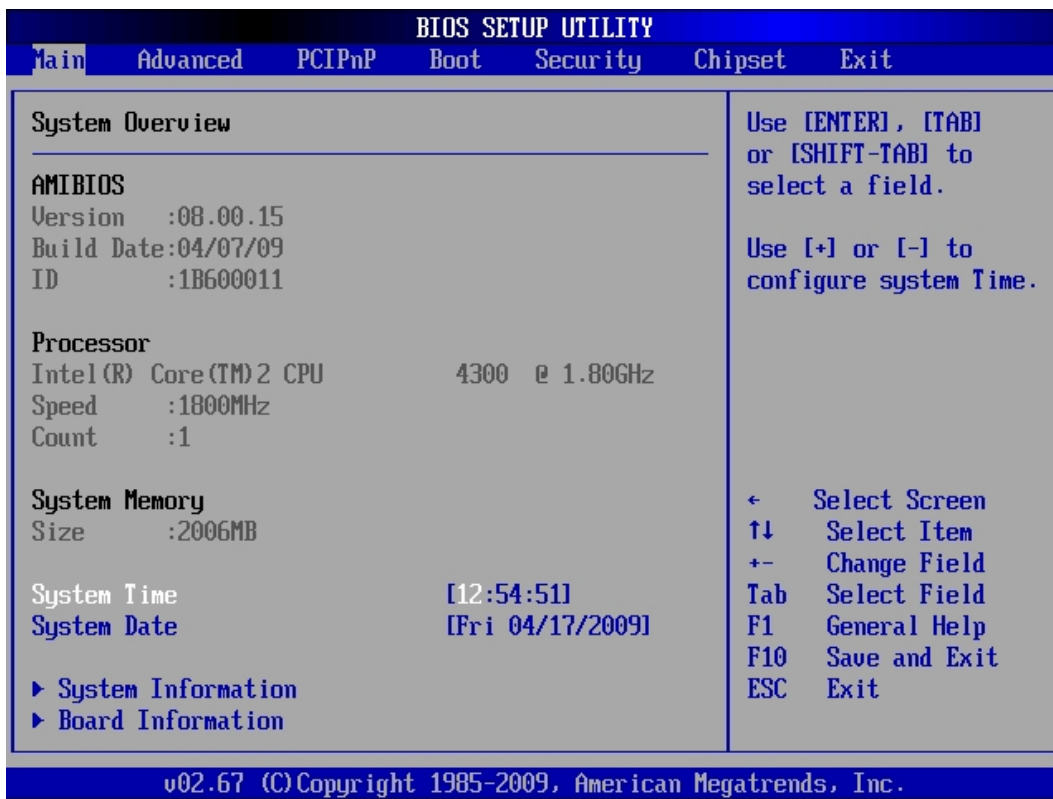 BIOS SETUP UTILITY
Main Advanced PCIPnP Boot Security Chipset Exit
System Overview
AMIBIOS
Version :08.00.15
Build Date:04/07/09
ID :1B600011
Processor
Intel(R) Core(TM)2 CPU 4300 @ 1.80GHz
Speed :1800MHz
Count :1
System Memory
Size :2006MB
System Time [12:54:51]
System Date [Fri 04/17/2009]
▶ System Information
▶ Board Information
Use [ENTER], [TAB]
or [SHIFT-TAB] to
select a field.
Use [+] or [-] to
configure system Time.
← Select Screen
↑↓ Select Item
+- Change Field
Tab Select Field
F1 General Help
F10 Save and Exit
ESC Exit
v02.67 (C)Copyright 1985-2009, American Megatrends, Inc.